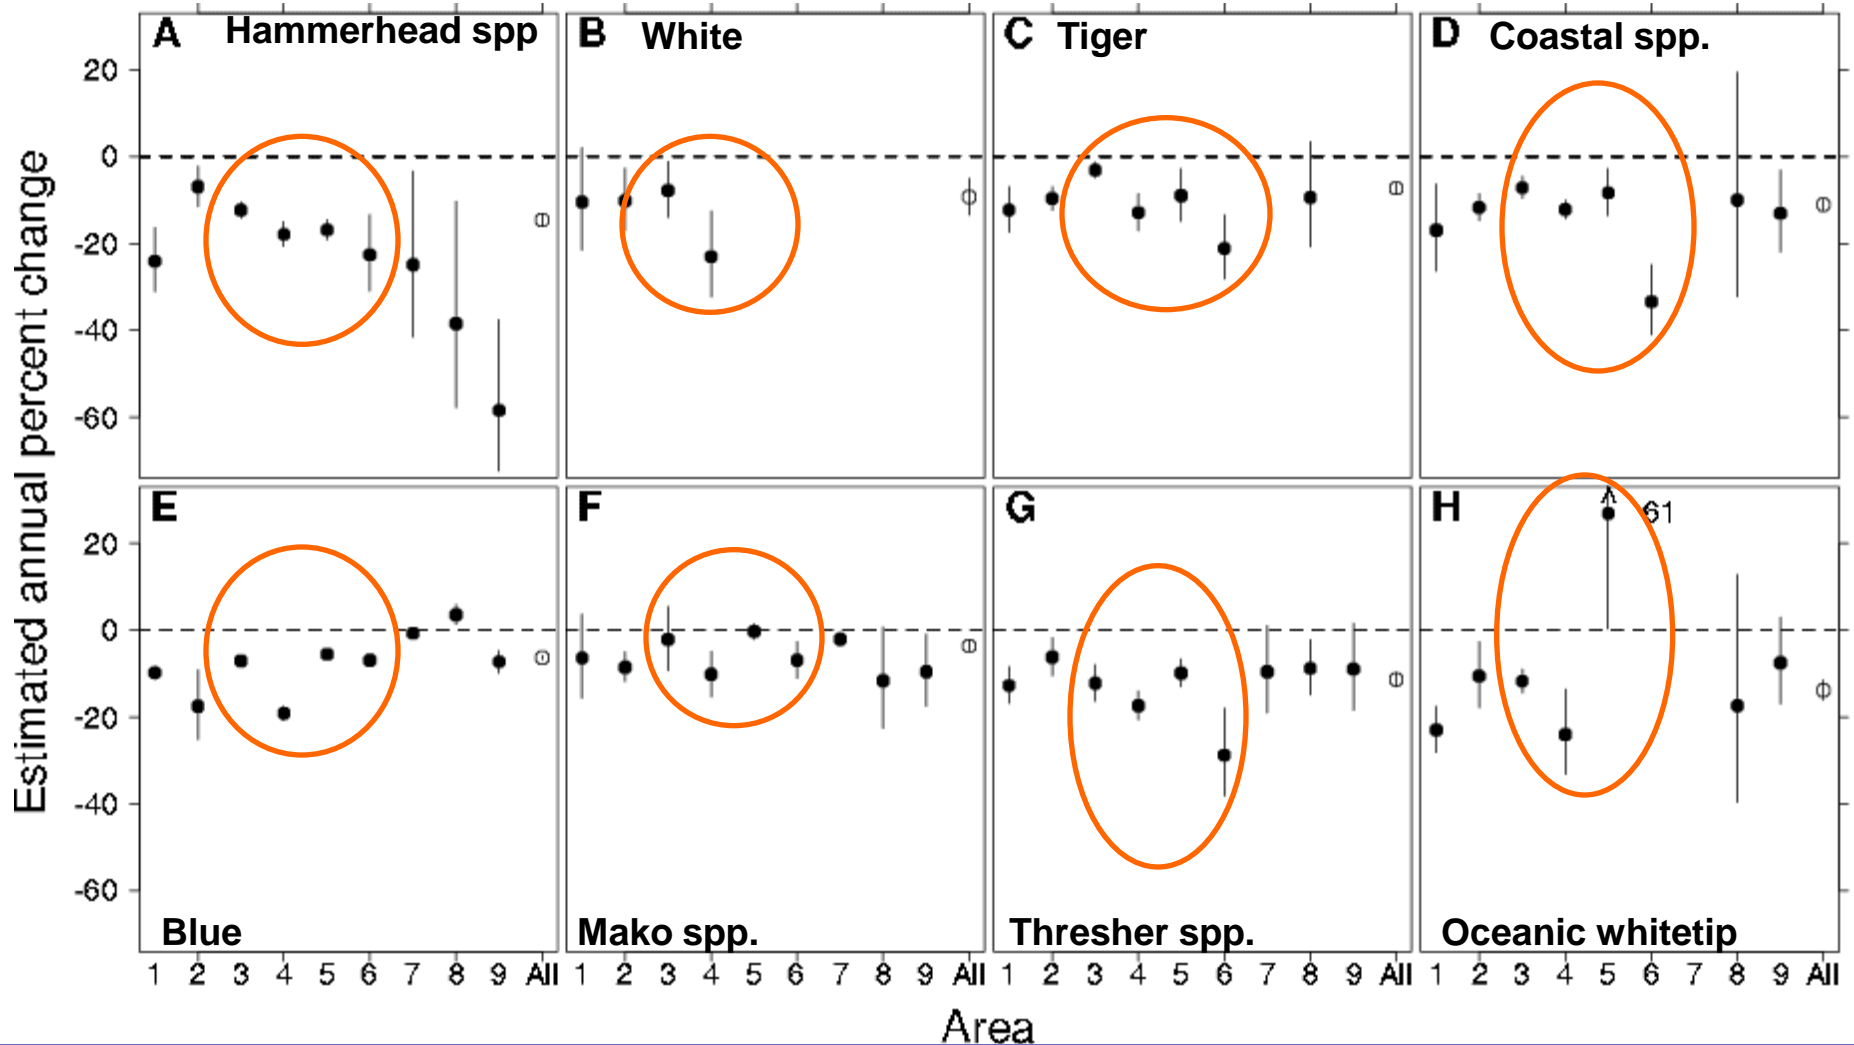 A Hammerhead spp
B White
C Tiger
D Coastal spp.
20
0
-20
-40
-60
Estimated annual percent change
E
F
G
H
61
20
0
-20
-40
-60
Blue
Mako spp.
Thresher spp.
Oceanic whitetip
1 2 3 4 5 6 7 8 9 All
1 2 3 4 5 6 7 8 9 All
1 2 3 4 5 6 7 8 9 All
1 2 3 4 5 6 7 8 9 All
Area